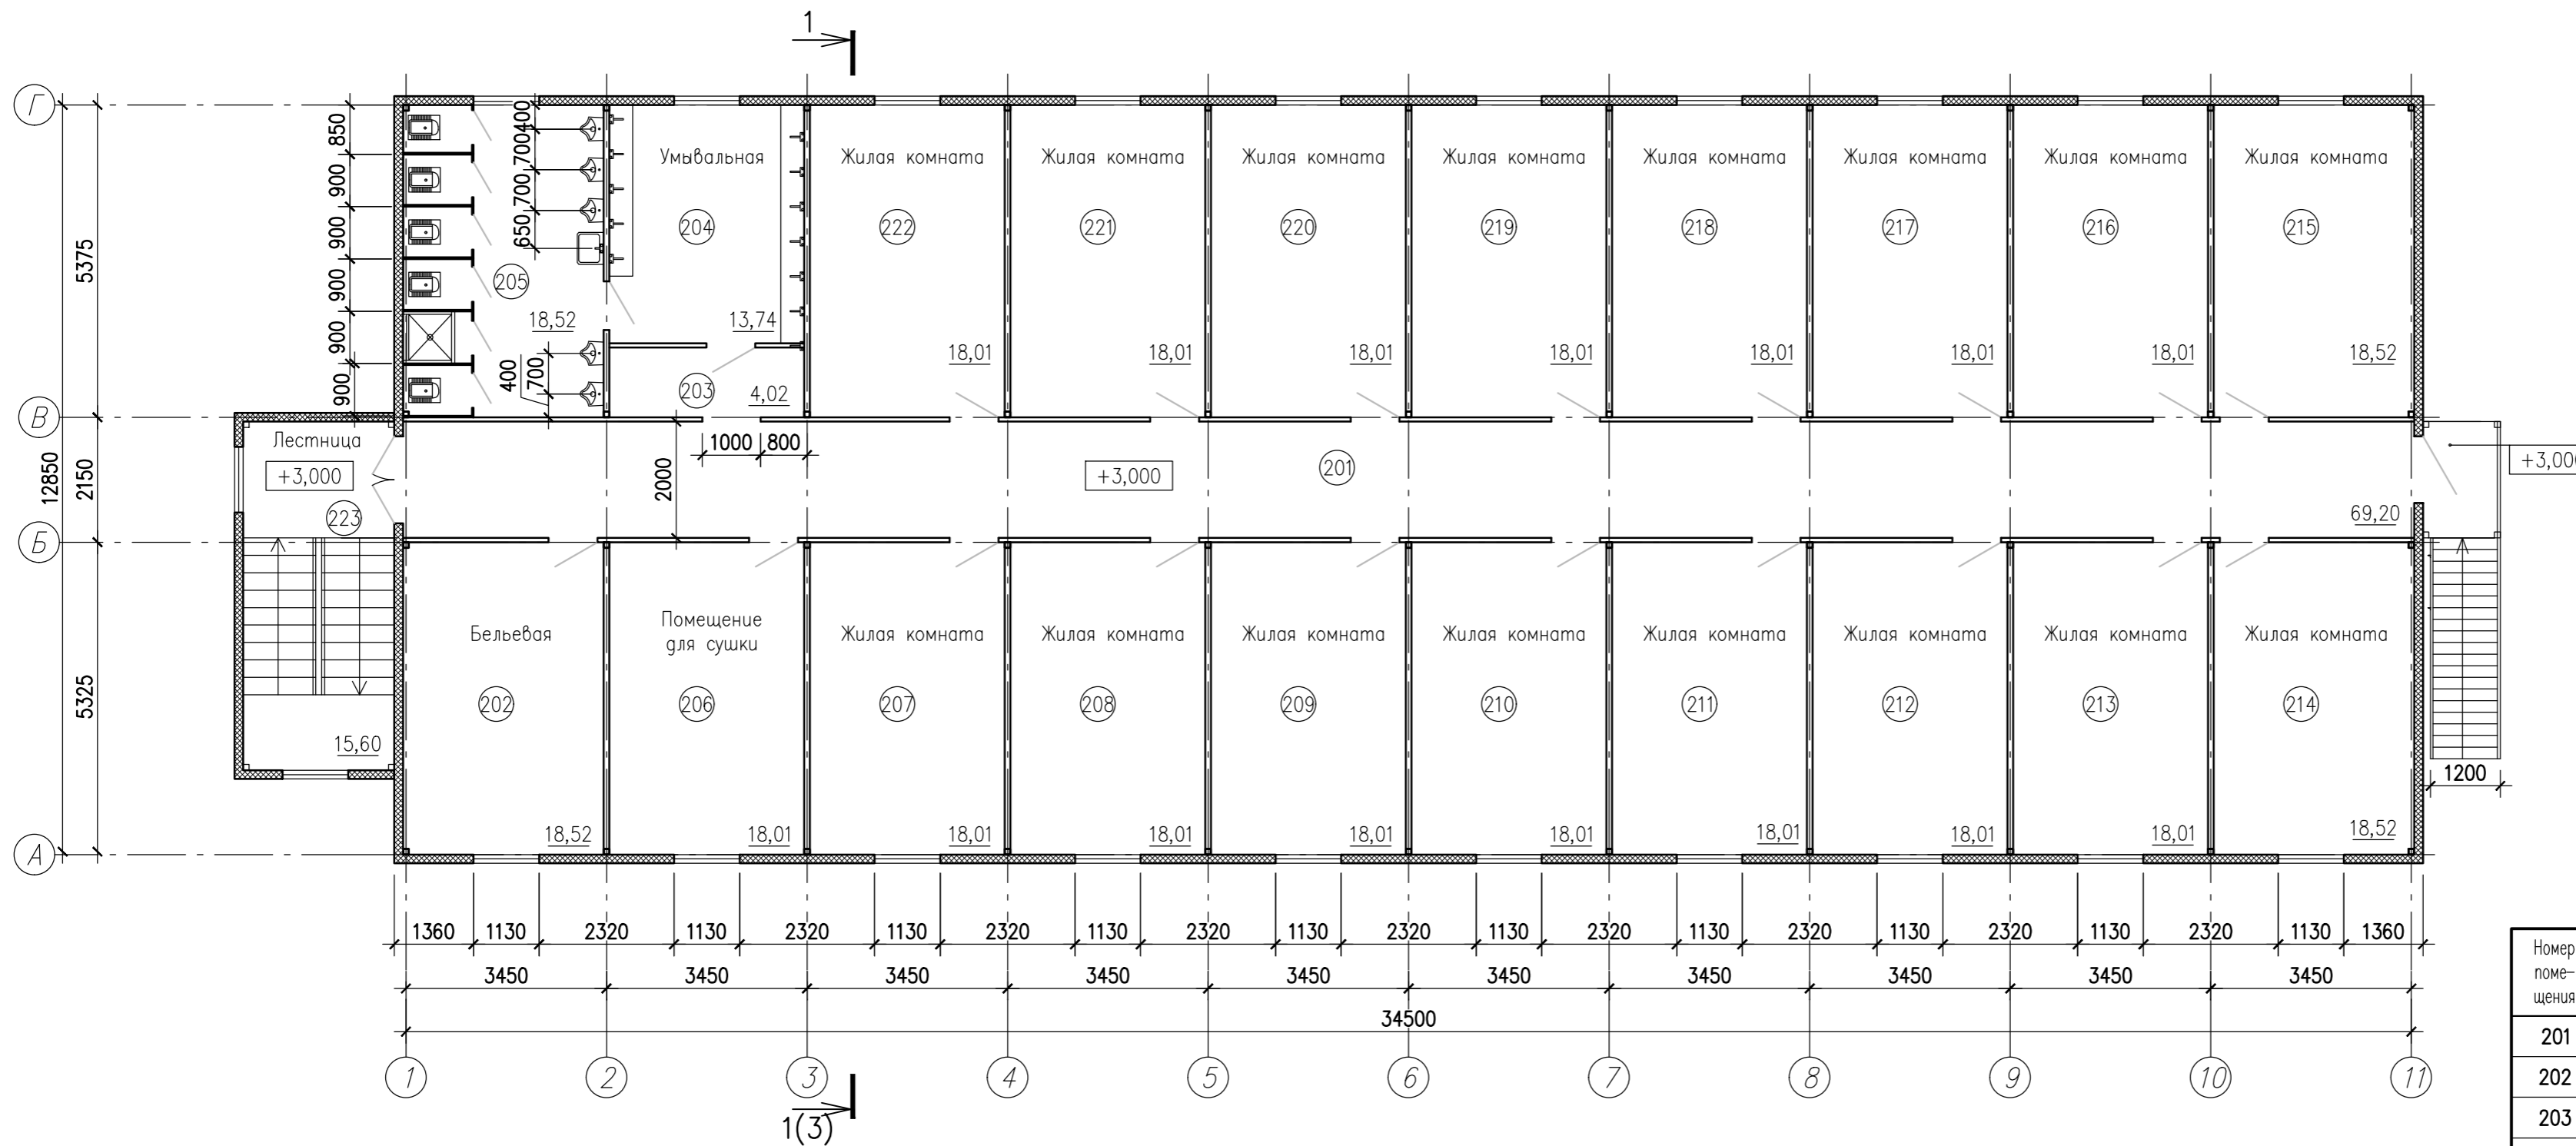 1
Г
В
Б
А
12850
5375
2150
5325
850
900
900
900
900
900
400
700
700
650
400
700
205
18,52
Умывальная
204
13,74
203
4,02
Жилая комната
222
18,01
Жилая комната
221
18,01
Жилая комната
220
18,01
Жилая комната
219
18,01
Жилая комната
218
18,01
Жилая комната
217
18,01
Жилая комната
216
18,01
Жилая комната
215
18,52
Лестница
+3,000
223
15,60
1000
800
2000
+3,000
201
69,20
1200
Бельевая
202
18,52
Помещение
для сушки
206
18,01
Жилая комната
207
18,01
Жилая комната
208
18,01
Жилая комната
209
18,01
Жилая комната
210
18,01
Жилая комната
211
18,01
Жилая комната
212
18,01
Жилая комната
213
18,01
Жилая комната
214
18,52
1360 1130 2320 1130 2320 1130 2320 1130 2320 1130 2320 1130 2320 1130 2320 1130 2320 1130 2320 1130 1360
3450 3450 3450 3450 3450 3450 3450 3450 3450 3450
34500
1 2 3 4 5 6 7 8 9 10 11
1(3)
Номер
поме-
щения
201
202
203